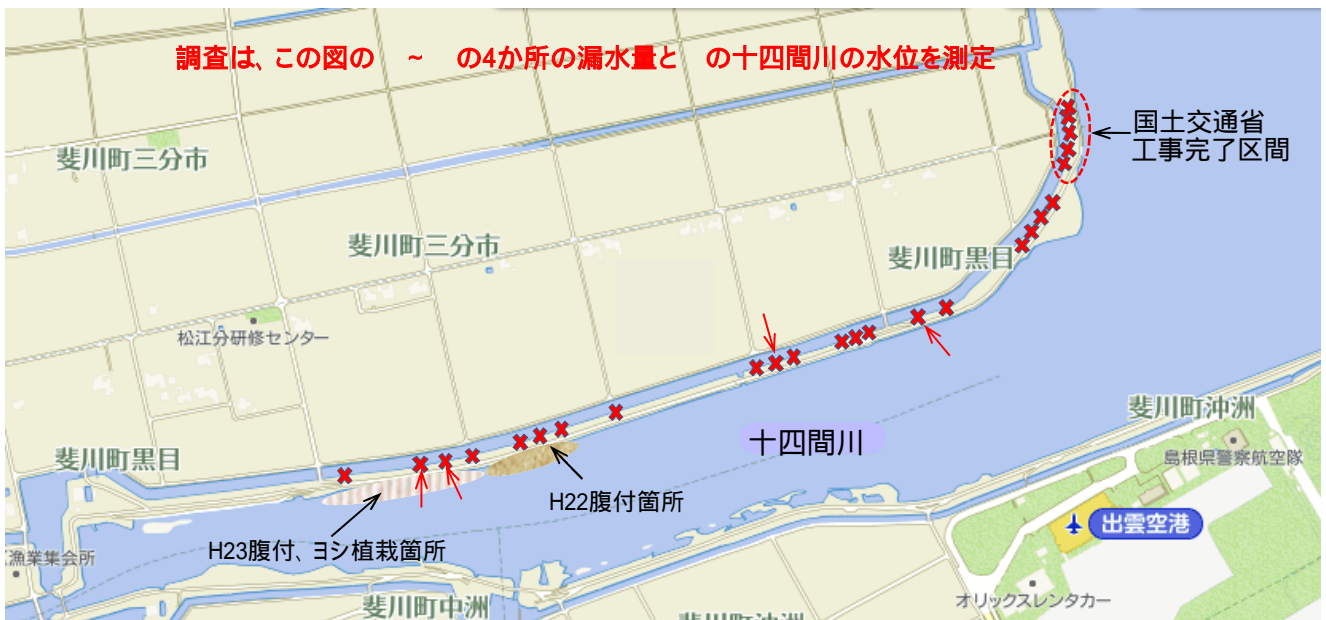 調査は、この図の　～　の4か所の漏水量と　の十四間川の水位を測定
国土交通省
工事完了区間
斐川町三分市
斐川町三分市
斐川町黒目
松江分研修センター
斐川町沖洲
十四間川
島根県警察航空隊
斐川町黒目
H22腹付箇所
出雲空港
H23腹付、ヨシ植栽箇所
漁業集会所
オリックスレンタカー
斐川町中洲
斐川町沖洲